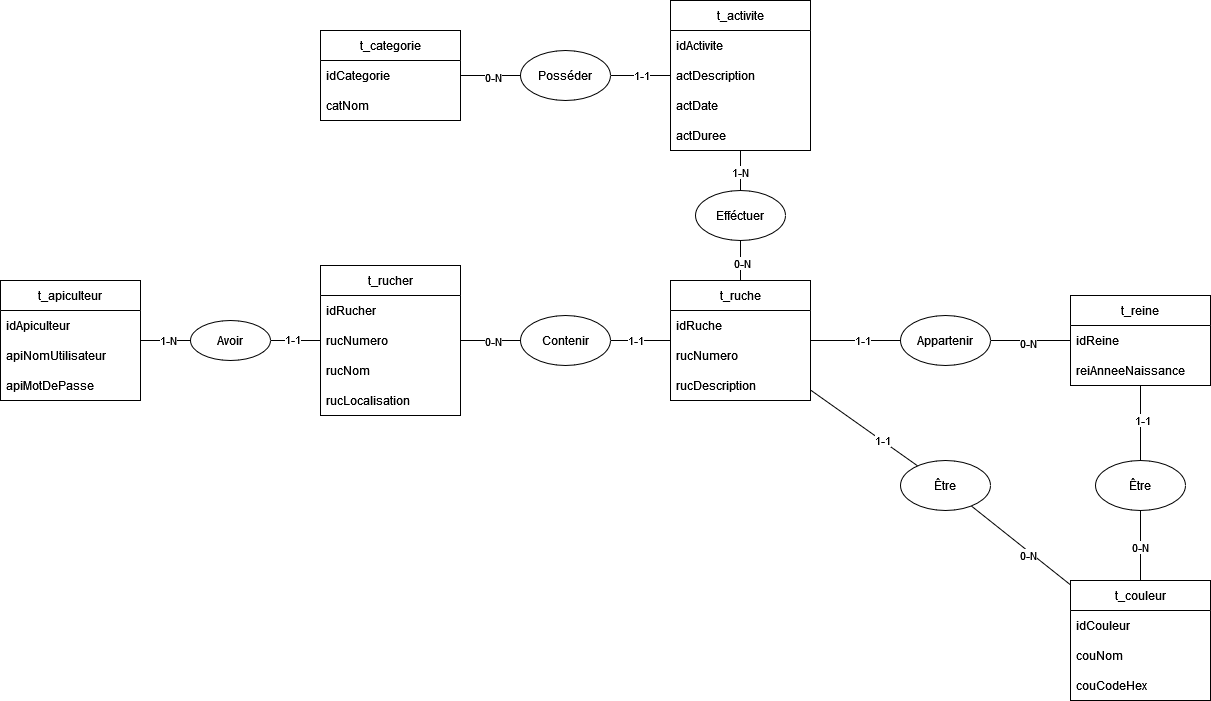 t_activite
idActivite
actDescription
actDate
actDuree
t_categorie
idCategorie
catNom
0-N
Posséder
1-1
1-N
Efféctuer
0-N
t_apiculteur
idApiculteur
apiNomUtilisateur
apiMotDePasse
1-N
Avoir
1-1
t_rucher
idRucher
rucNumero
rucNom
rucLocalisation
0-N
Contenir
1-1
t_ruche
idRuche
rucNumero
rucDescription
1-1
Appartenir
0-N
t_reine
idReine
reiAnneeNaissance
1-1
Être
0-N
1-1
Être
0-N
t_couleur
idCouleur
couNom
couCodeHex